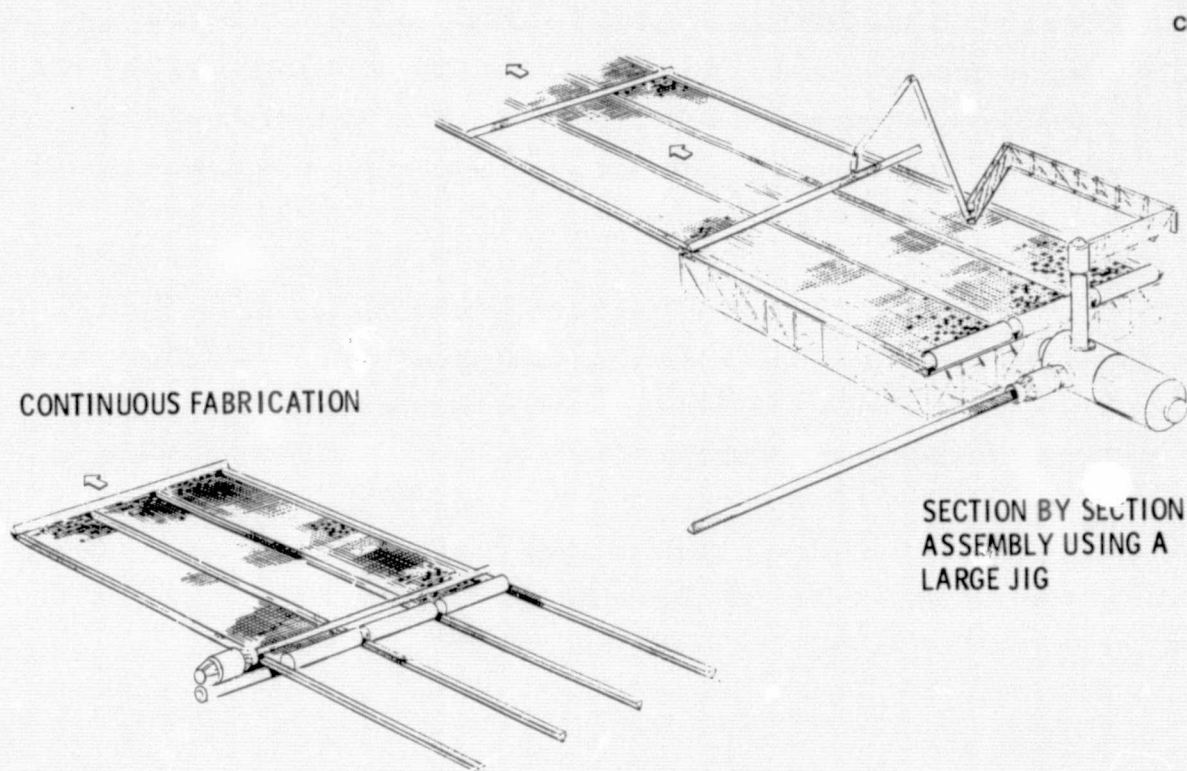 C
CONTINUOUS FABRICATION
SECTION BY SECTION
ASSEMBLY USING A
LARGE JIG